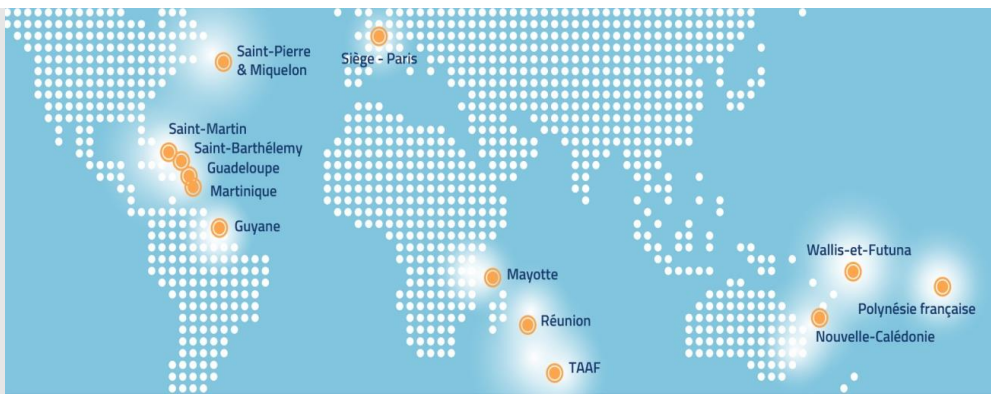 Saint-Pierre
& Miquelon
Siège - Paris
Saint-Martin
Saint-Barthélemy
Guadeloupe
Martinique
Guyane
Mayotte
Réunion
TAAF
Wallis-et-Futuna
Polynésie française
Nouvelle-Calédonie